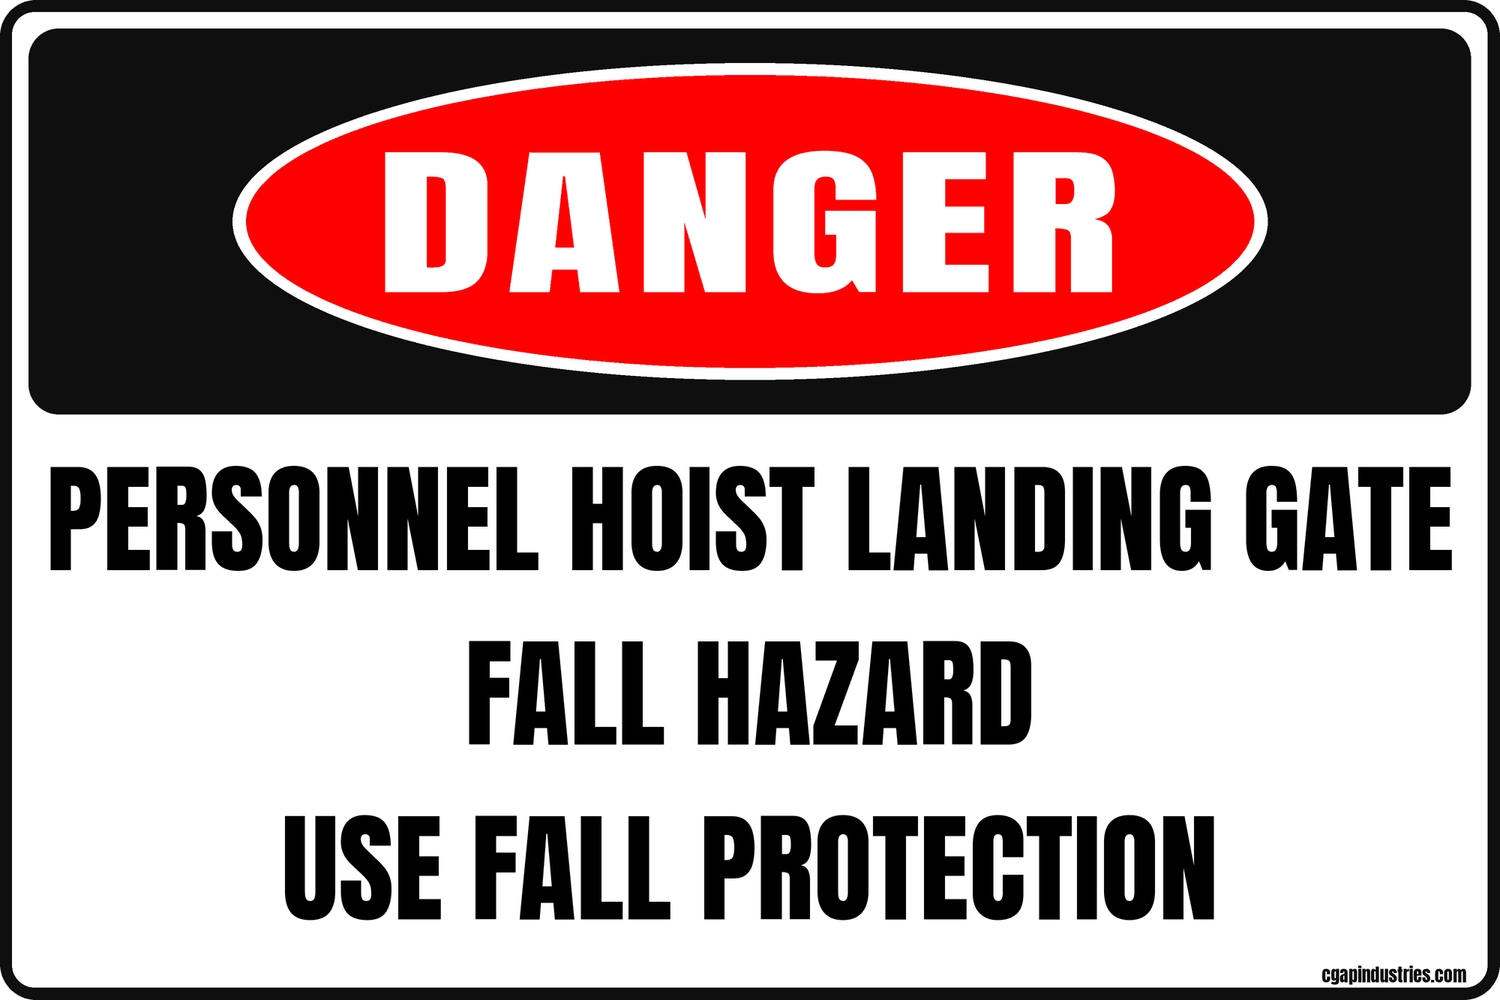 DANGER
PERSONNEL HOIST LANDING GATE
FALL HAZARD
USE FALL PROTECTION
cgapindustries.com